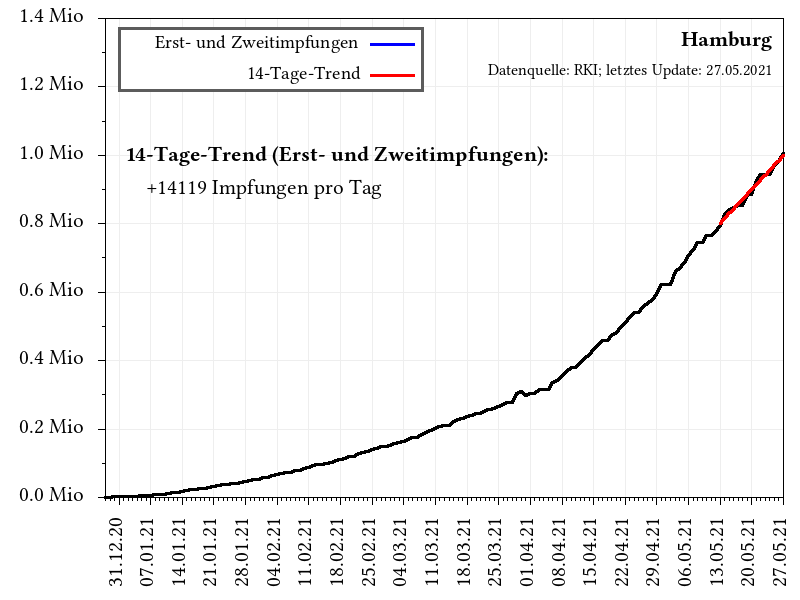 1.4 Mio
1.2 Mio
1.0 Mio
0.8 Mio
0.6 Mio
0.4 Mio
0.2 Mio
0.0 Mio
Erst- und Zweitimpfungen
14-Tage-Trend
Hamburg
Datenquelle: RKI; letztes Update: 27.05.2021
14-Tage-Trend (Erst- und Zweitimpfungen):
+14119 Impfungen pro Tag
31.12.20
07.01.21
14.01.21
21.01.21
28.01.21
04.02.21
11.02.21
18.02.21
25.02.21
04.03.21
11.03.21
18.03.21
25.03.21
01.04.21
08.04.21
15.04.21
22.04.21
29.04.21
06.05.21
13.05.21
20.05.21
27.05.21